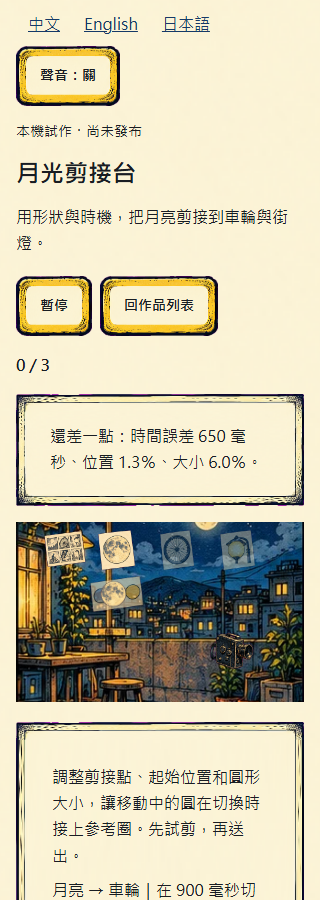 中文 English 日本語
聲音：關
本機試作・尚未發布
月光剪接台
用形狀與時機，把月亮剪接到車輪與街
燈。
暫停 回作品列表
0 / 3
還差一點：時間誤差 650 毫
秒、位置 1.3%、大小 6.0%。
調整剪接點、起始位置和圓形
大小，讓移動中的圓在切換時
接上參考圈。先試剪，再送
出。
月亮 → 車輪｜在 900 毫秒切